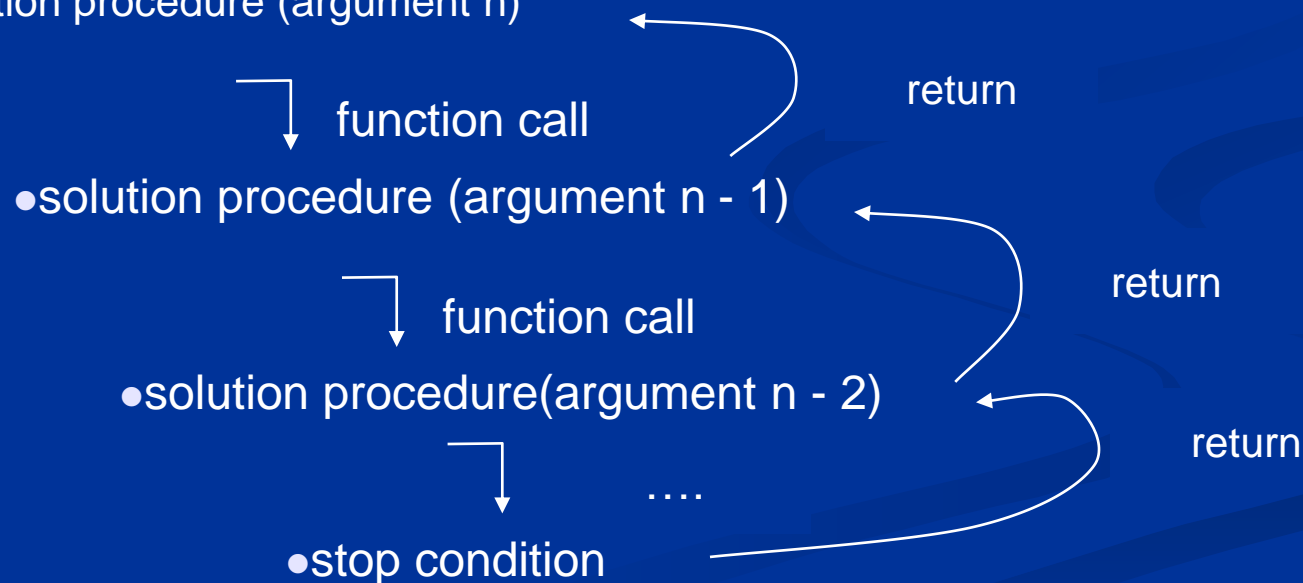 procedure (argument n)
return
function call
●solution procedure (argument n - 1)
return
function call
●solution procedure(argument n - 2)
return
....
●stop condition